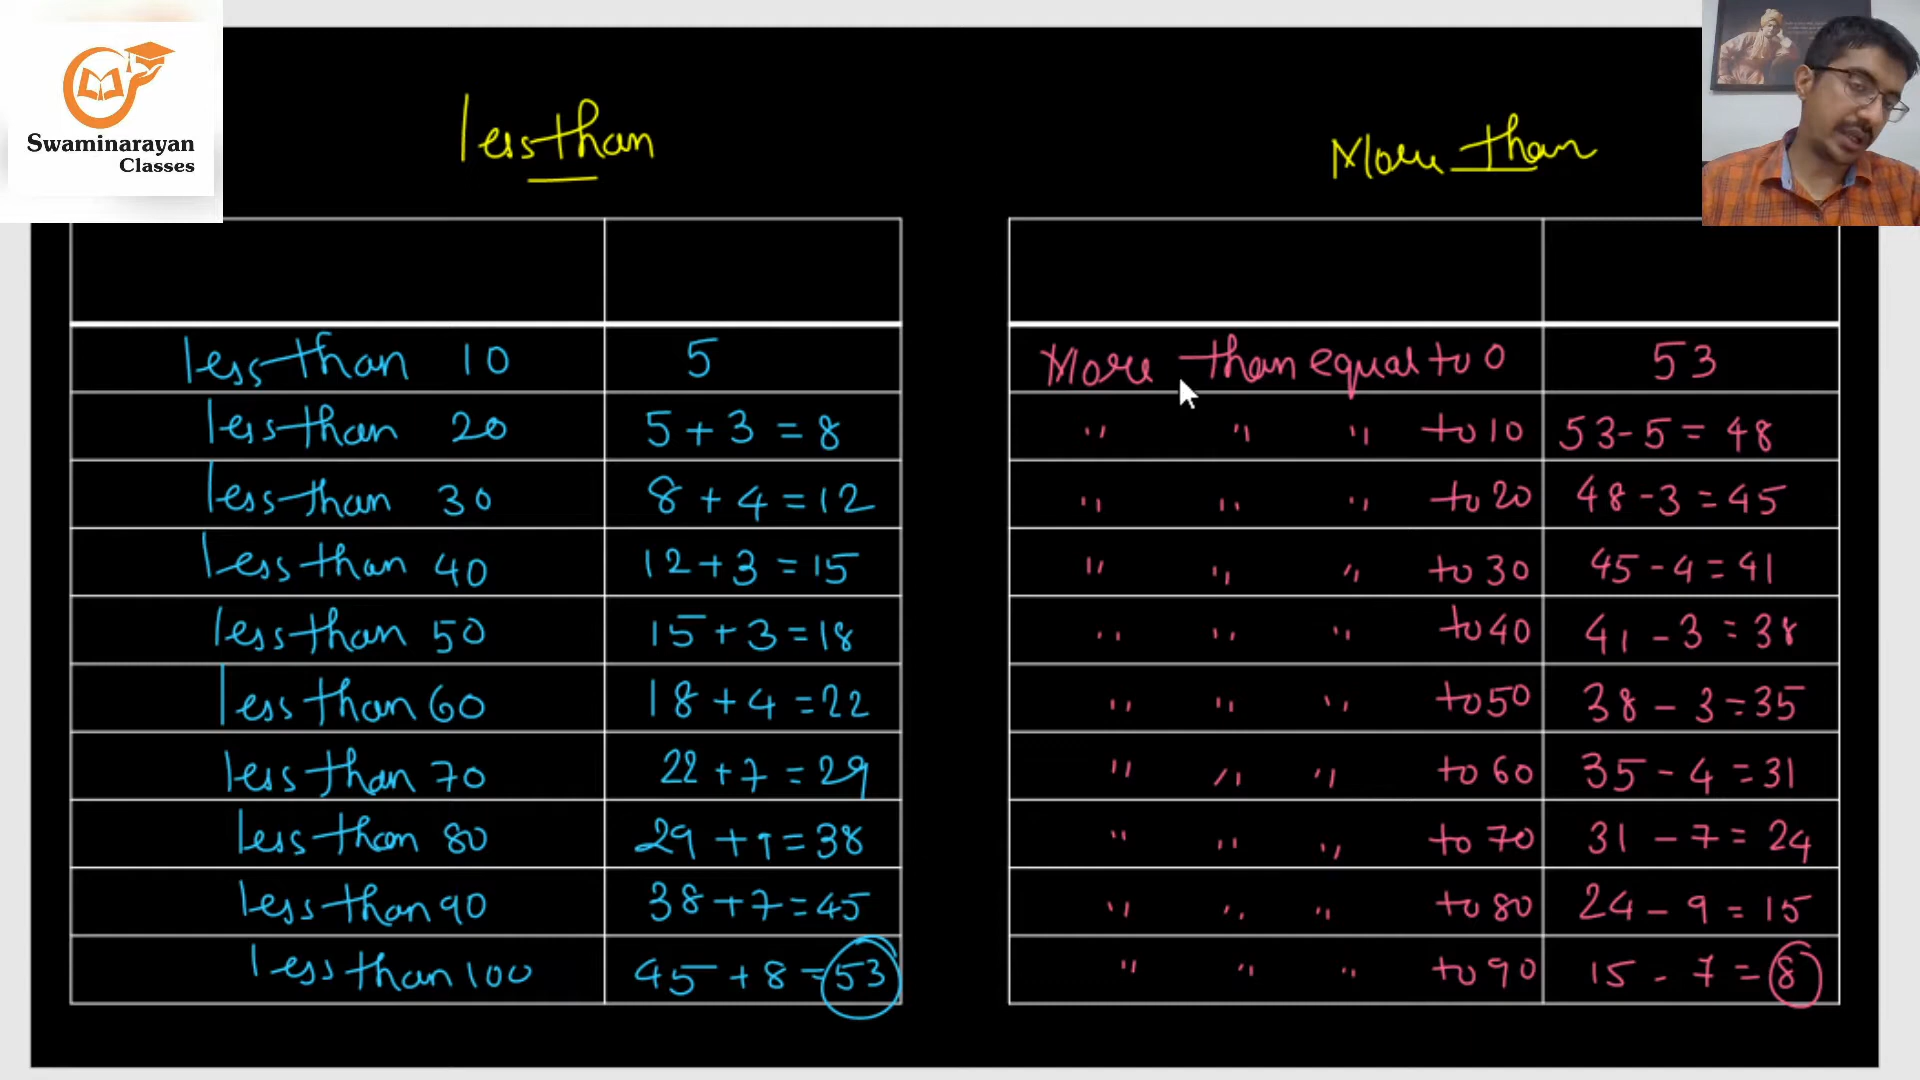 Swaminarayan
Classes
less than
More than
less than 10 5
less than 20 5 + 3 = 8
less than 30 8 + 4 = 12
less than 40 12 + 3 = 15
less than 50 15 + 3 = 18
less than 60 18 + 4 = 22
less than 70 22 + 7 = 29
less than 80 29 + 9 = 38
less than 90 38 + 7 = 45
less than 100 45 + 8 = 53
More than equal to 0 53
" " " to 10 53 - 5 = 48
" " " to 20 48 - 3 = 45
" " " to 30 45 - 4 = 41
" " " to 40 41 - 3 = 38
" " " to 50 38 - 3 = 35
" " " to 60 35 - 4 = 31
" " " to 70 31 - 7 = 24
" " " to 80 24 - 9 = 15
" " " to 90 15 - 7 = 8